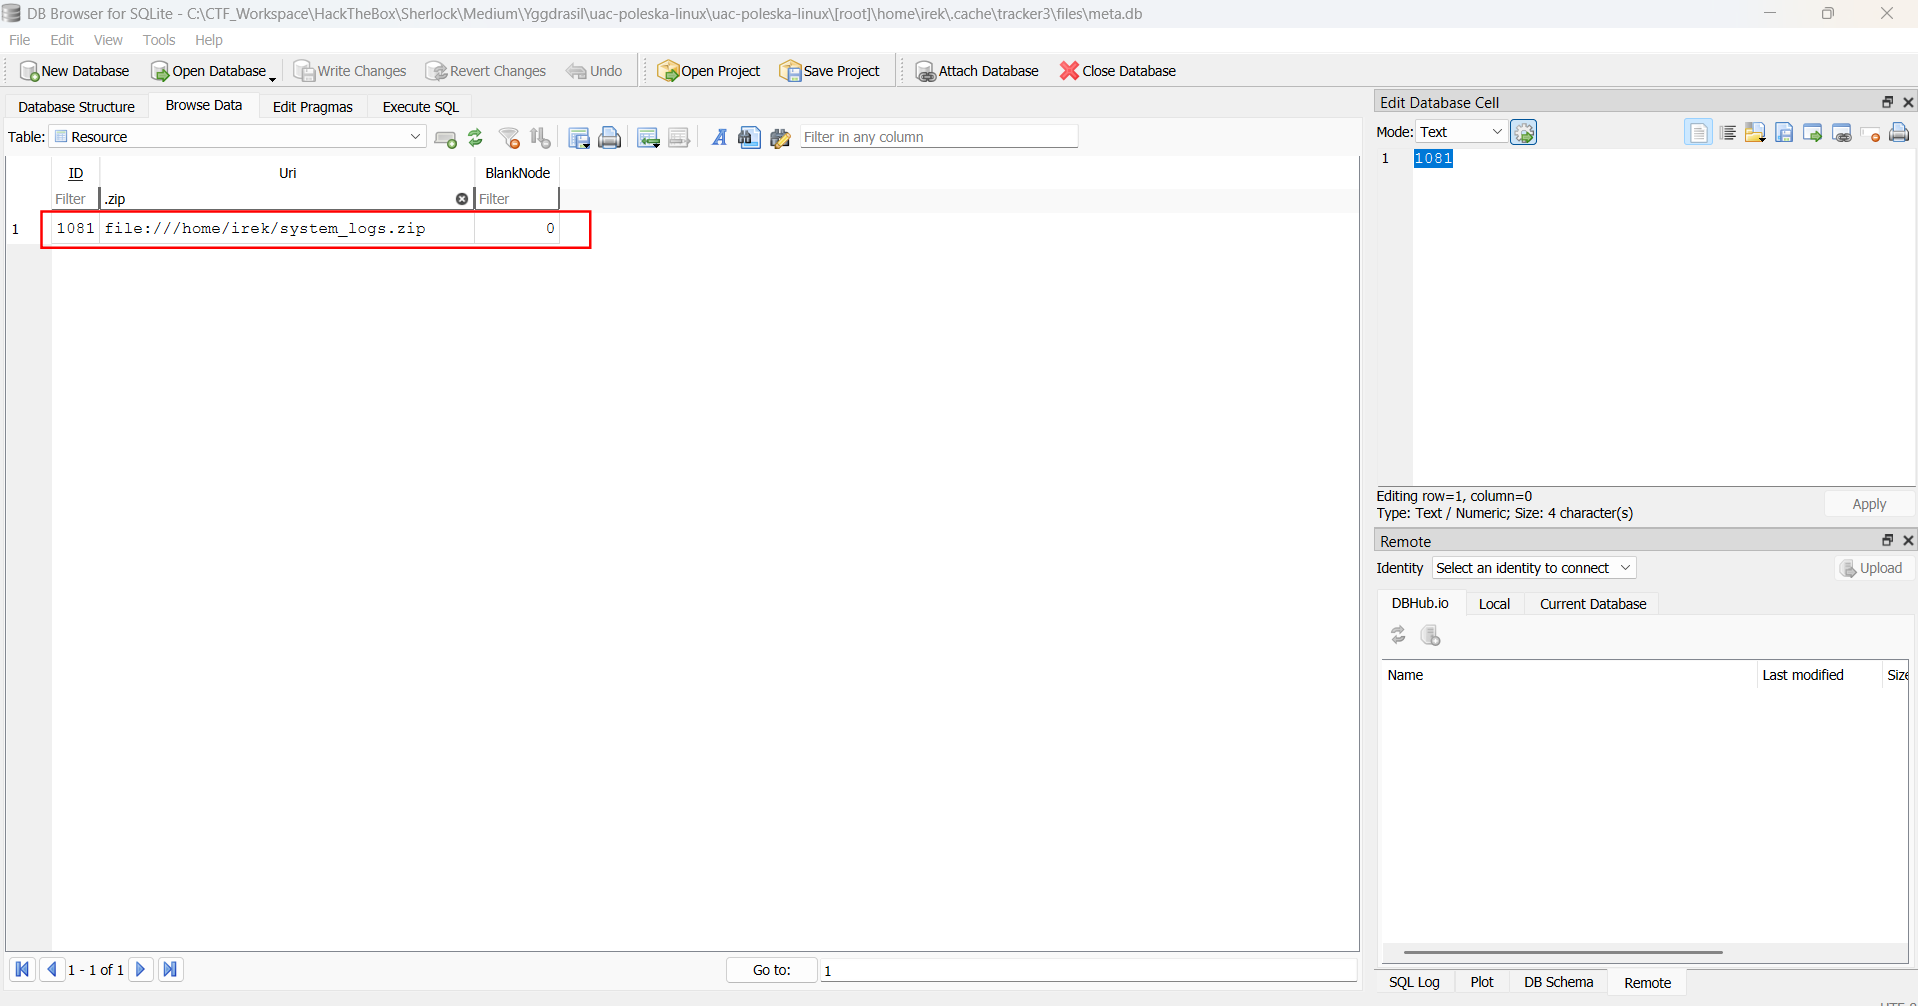 DB Browser for SQLite - C:\CTF_Workspace\HackTheBox\Sherlock\Medium\Yggdrasil\uac-poleska-linux\uac-poleska-linux\[root]\home\irek\.cache\tracker3\files\meta.db
File Edit View Tools Help
New Database Open Database Write Changes Revert Changes Undo Open Project Save Project Attach Database Close Database
Database Structure Browse Data Edit Pragmas Execute SQL
Table: Resource Filter in any column
ID Uri BlankNode
Filter .zip Filter
1 1081 file:///home/irek/system_logs.zip 0
1 - 1 of 1 Go to: 1
Edit Database Cell
Mode: Text
1 1081
Editing row=1, column=0
Type: Text / Numeric; Size: 4 character(s)
Apply
Remote
Identity Select an identity to connect Upload
DBHub.io Local Current Database
Name Last modified Size
SQL Log Plot DB Schema Remote